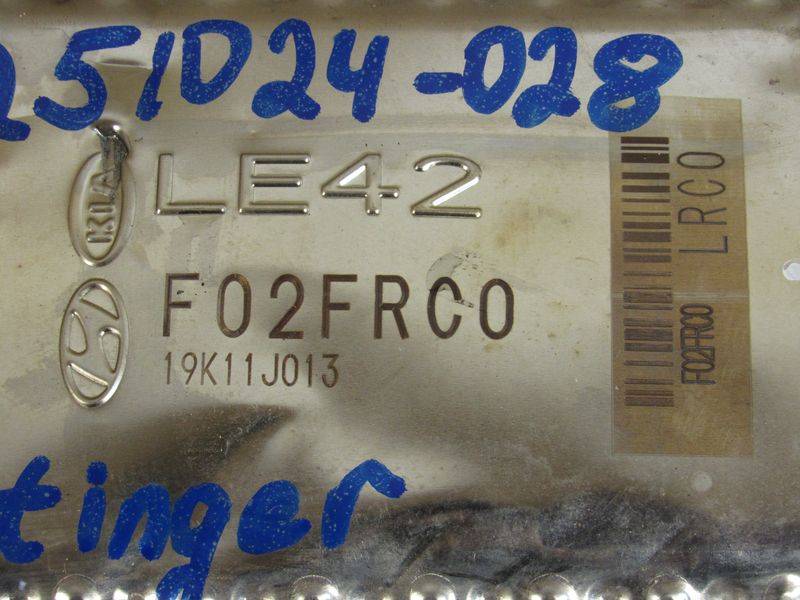 251D24-028
KIA
LE42
F02FRC0
19K11J013
LRC0
F02FRC0
tinger